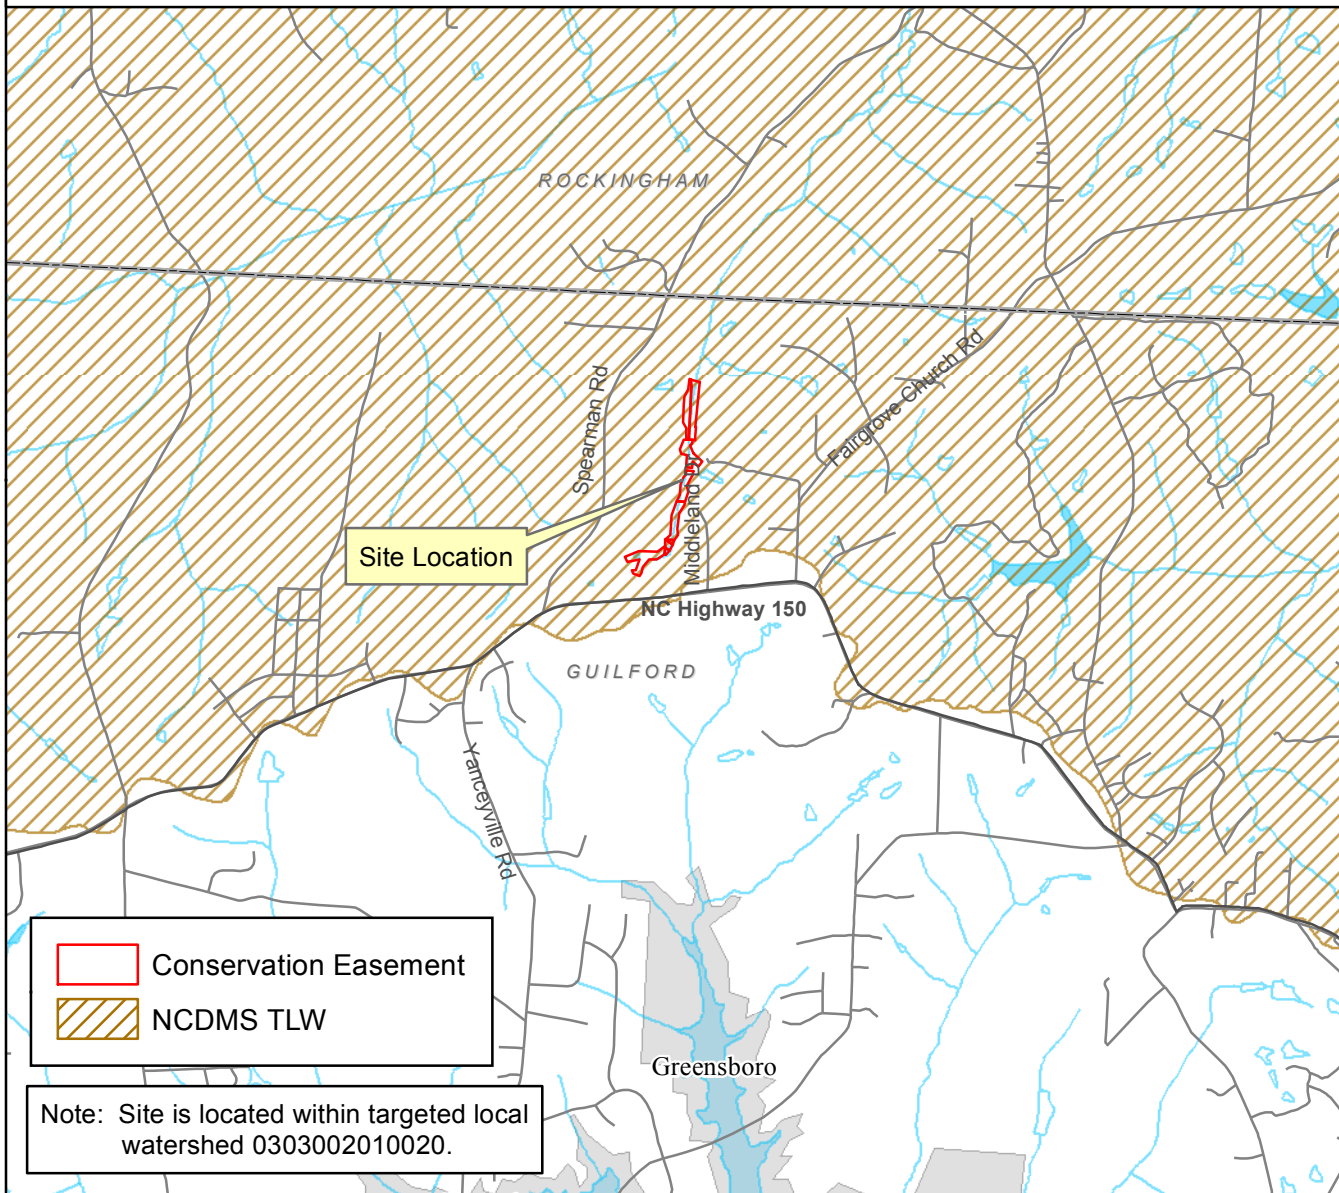 ROCKINGHAM
Spearman Rd
Fairgrove Church Rd
Middleland
Site Location
NC Highway 150
GUILFORD
Yanceyville Rd
Conservation Easement
NCDMS TLW
Greensboro
Note: Site is located within targeted local
watershed 0303002010020.